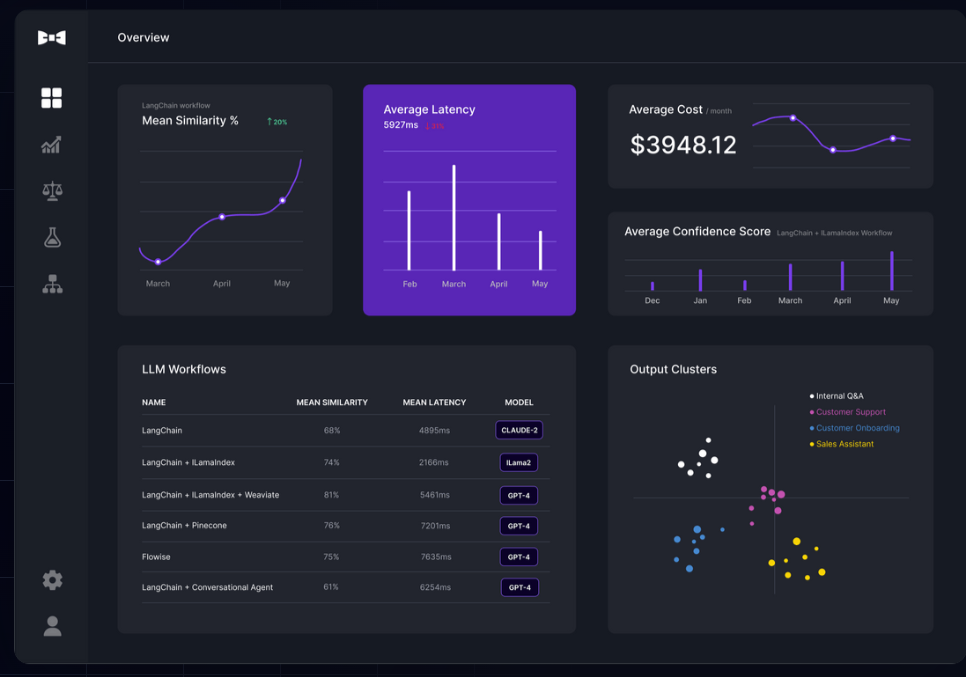 Overview
LangChain workflow
Mean Similarity %
↑ 20%
March April May
Average Latency
5927ms
Feb March April May
Average Cost / month
$3948.12
Average Confidence Score LangChain + ILamaIndex Workflow
Dec Jan Feb March April May
LLM Workflows
NAME MEAN SIMILARITY MEAN LATENCY MODEL
LangChain 68% 4895ms CLAUDE-2
LangChain + ILamaIndex 74% 2166ms ILama2
LangChain + ILamaIndex + Weaviate 81% 5461ms GPT-4
LangChain + Pinecone 76% 7201ms GPT-4
Flowise 75% 7635ms GPT-4
LangChain + Conversational Agent 61% 6254ms GPT-4
Output Clusters
Internal Q&A
Customer Support
Customer Onboarding
Sales Assistant